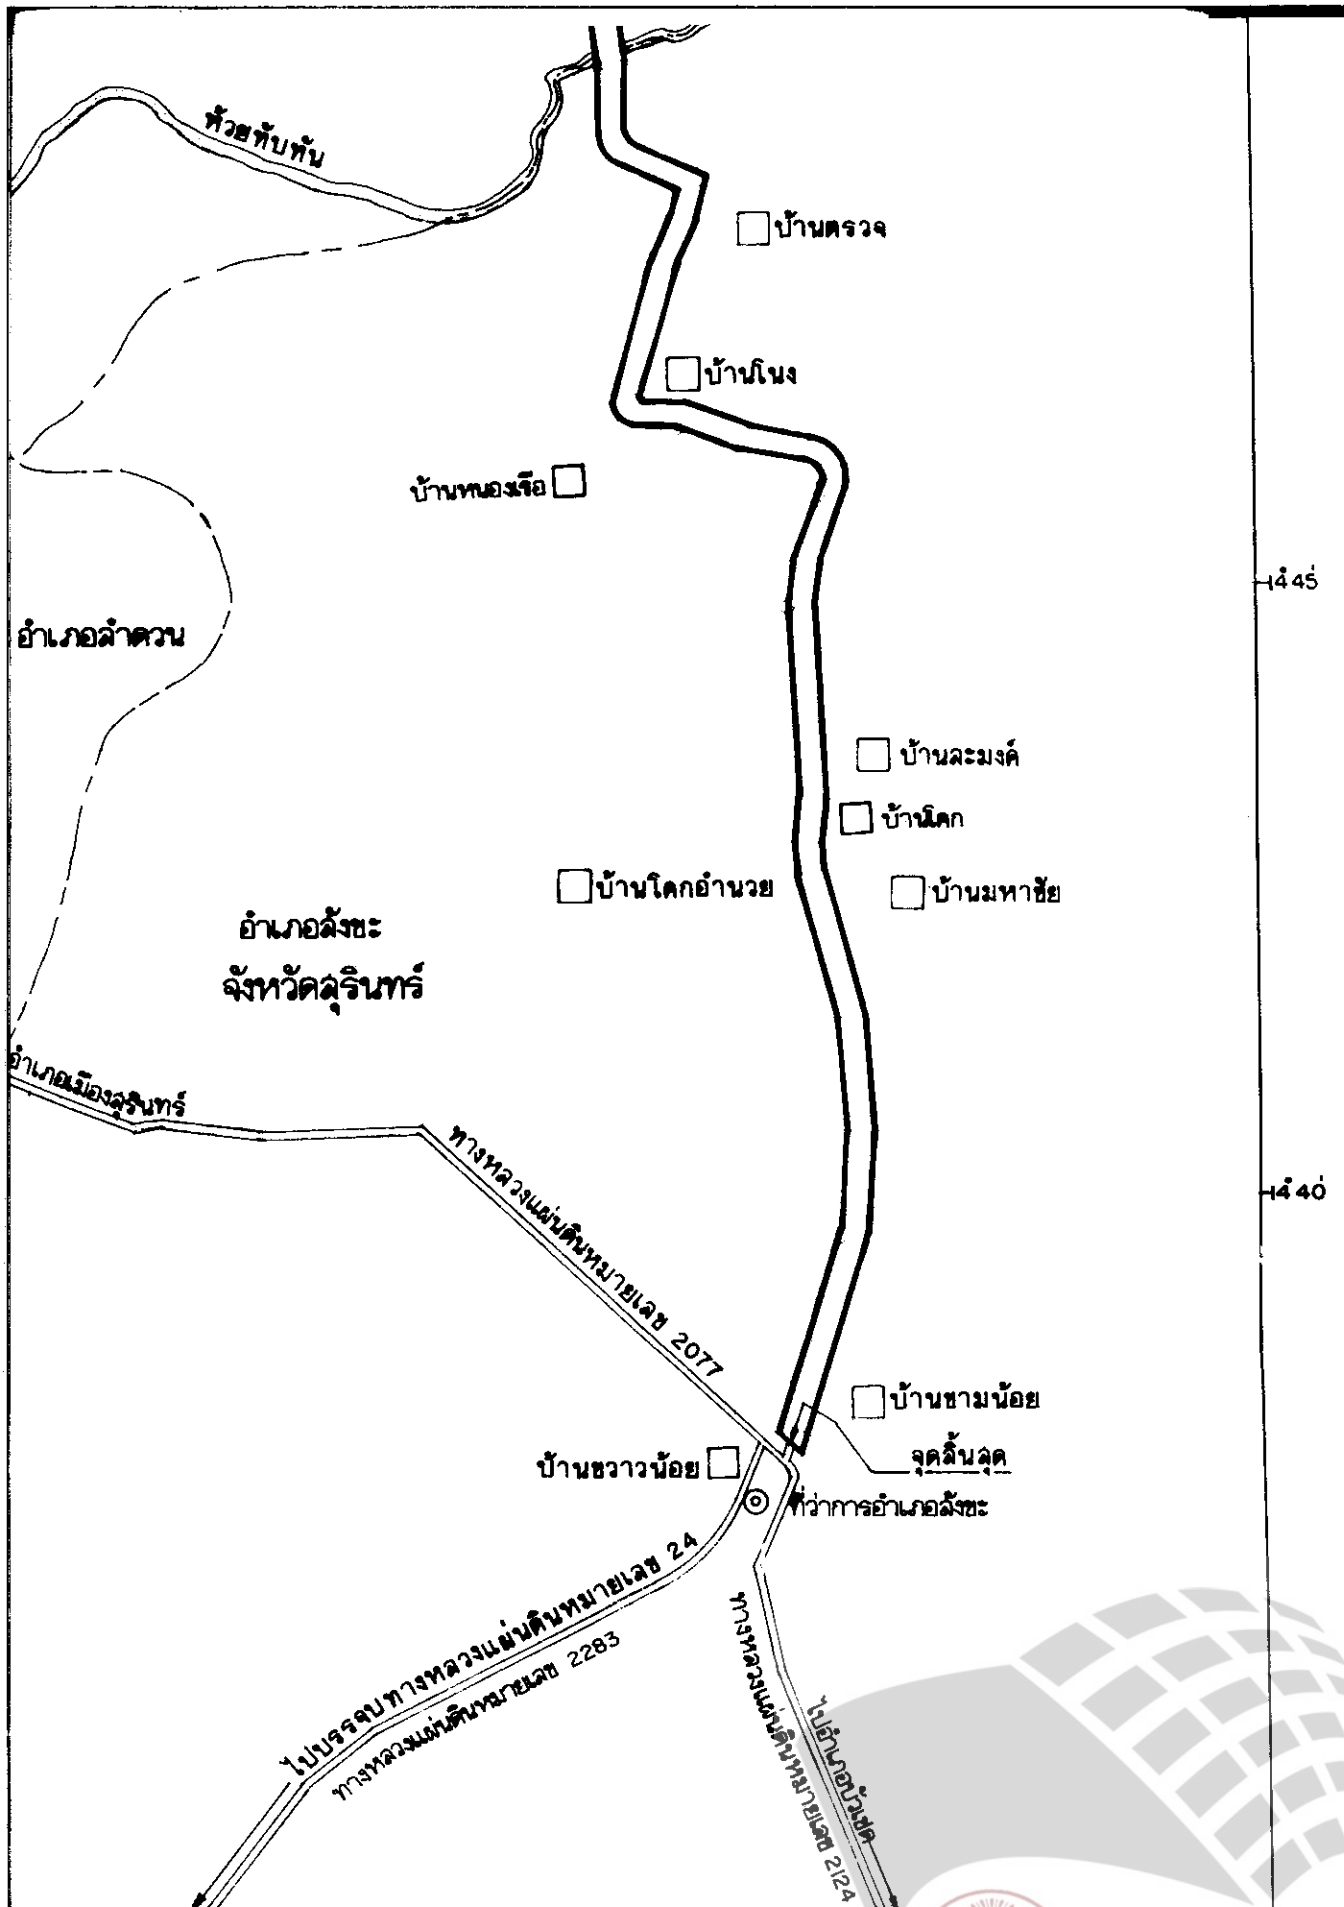 ห้วยทับทัน
บ้านตรวจ
บ้านโนง
บ้านหนองเรือ
14°45'
อำเภอลำดวน
บ้านละมงค์
บ้านโคก
บ้านโคกอำนวย
บ้านมหาชัย
อำเภอสังขะ
จังหวัดสุรินทร์
อำเภอเมืองสุรินทร์
ทางหลวงแผ่นดินหมายเลข 2077
14°40'
บ้านขามน้อย
จุดสิ้นสุด
บ้านขวาวน้อย
ที่ว่าการอำเภอสังขะ
ไปบรรจบทางหลวงแผ่นดินหมายเลข 24
ทางหลวงแผ่นดินหมายเลข 2283
ทางหลวงแผ่นดินหมายเลข 2124
ไปอำเภอบัวเชด